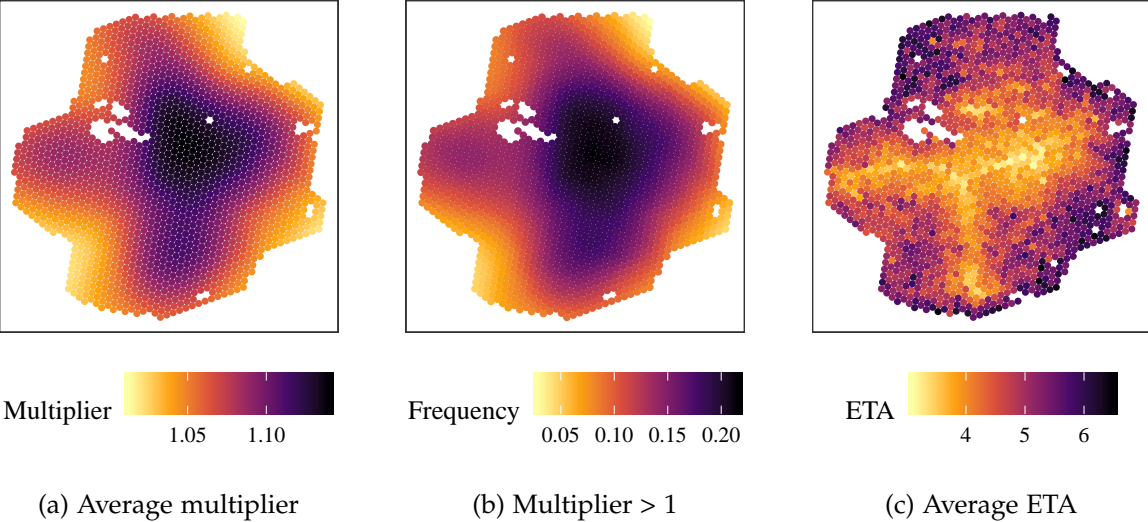 Multiplier
1.05 1.10
Frequency
0.05 0.10 0.15 0.20
ETA
4 5 6
(a) Average multiplier
(b) Multiplier > 1
(c) Average ETA